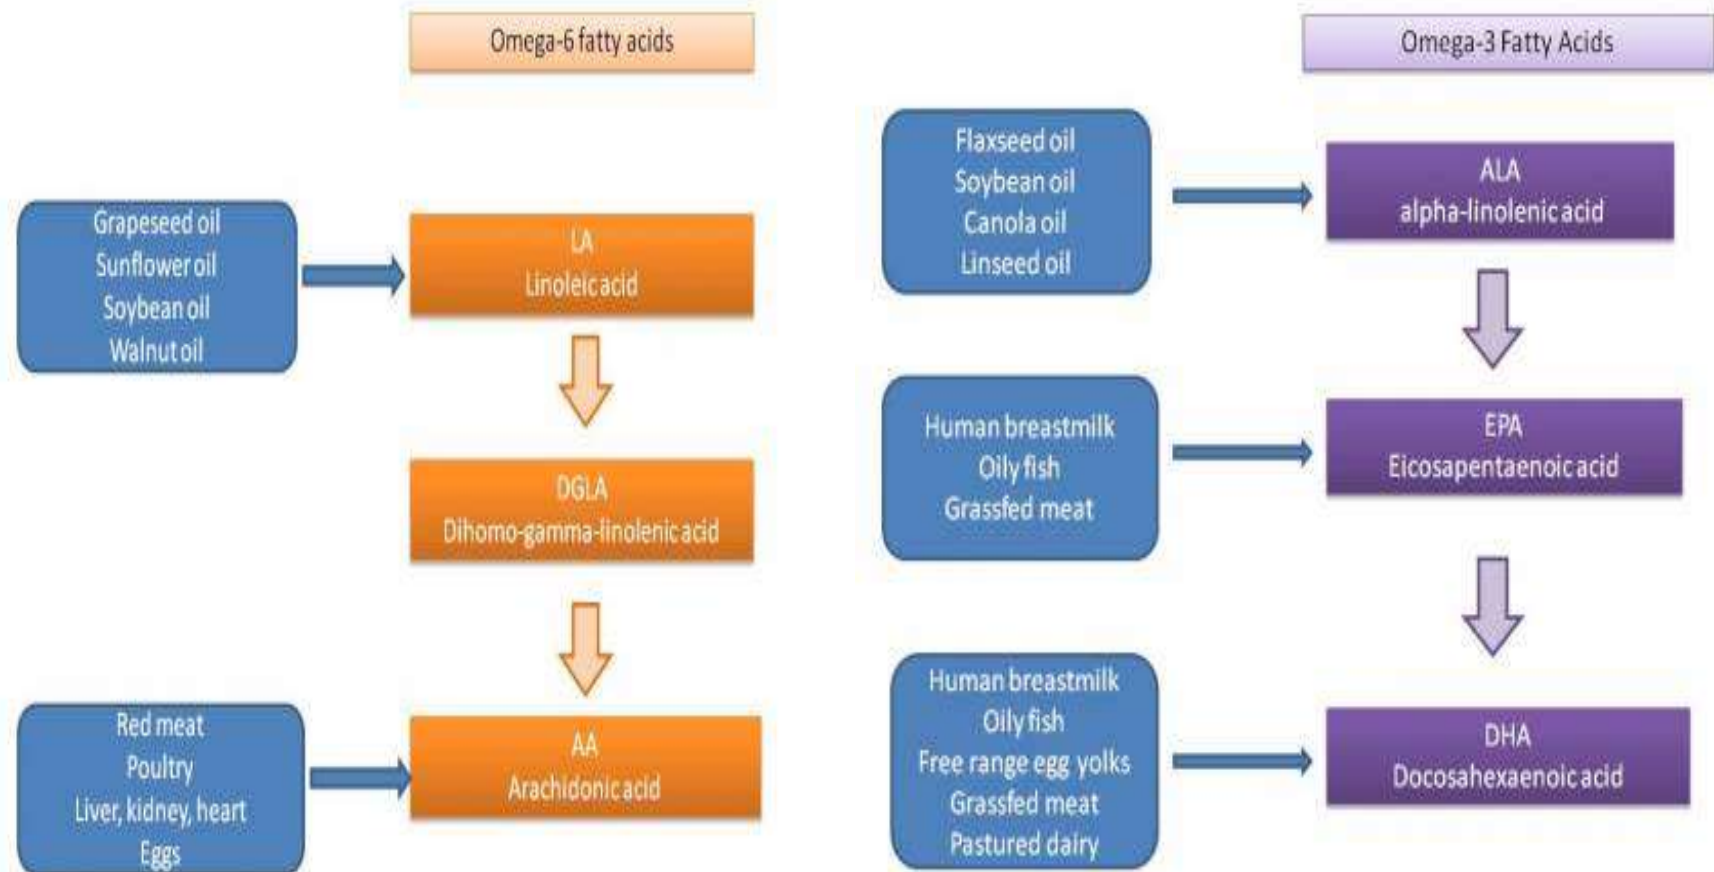 Omega-6 fatty acids
Grapeseed oil
Sunflower oil
Soybean oil
Walnut oil
LA
Linoleic acid
DGLA
Dihomo-gamma-linolenic acid
Red meat
Poultry
Liver, kidney, heart
Eggs
AA
Arachidonic acid
Omega-3 Fatty Acids
Flaxseed oil
Soybean oil
Canola oil
Linseed oil
ALA
alpha-linolenic acid
Human breastmilk
Oily fish
Grassfed meat
EPA
Eicosapentaenoic acid
Human breastmilk
Oily fish
Free range egg yolks
Grassfed meat
Pastured dairy
DHA
Docosahexaenoic acid